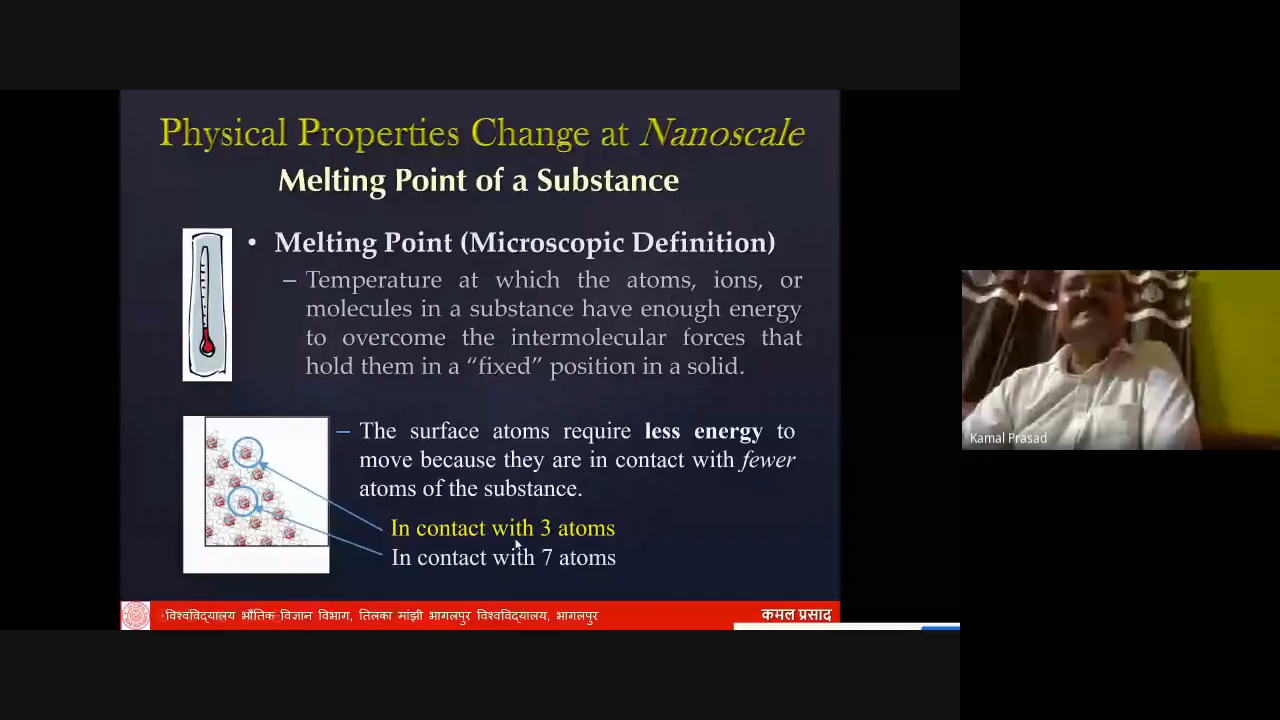 Physical Properties Change at Nanoscale
Melting Point of a Substance
• Melting Point (Microscopic Definition)
– Temperature at which the atoms, ions, or
molecules in a substance have enough energy
to overcome the intermolecular forces that
hold them in a “fixed” position in a solid.
– The surface atoms require less energy to
move because they are in contact with fewer
atoms of the substance.
In contact with 3 atoms
In contact with 7 atoms
विश्वविद्यालय भौतिक विज्ञान विभाग, तिलका मांझी भागलपुर विश्वविद्यालय, भागलपुर
कमल प्रसाद
Kamal Prasad